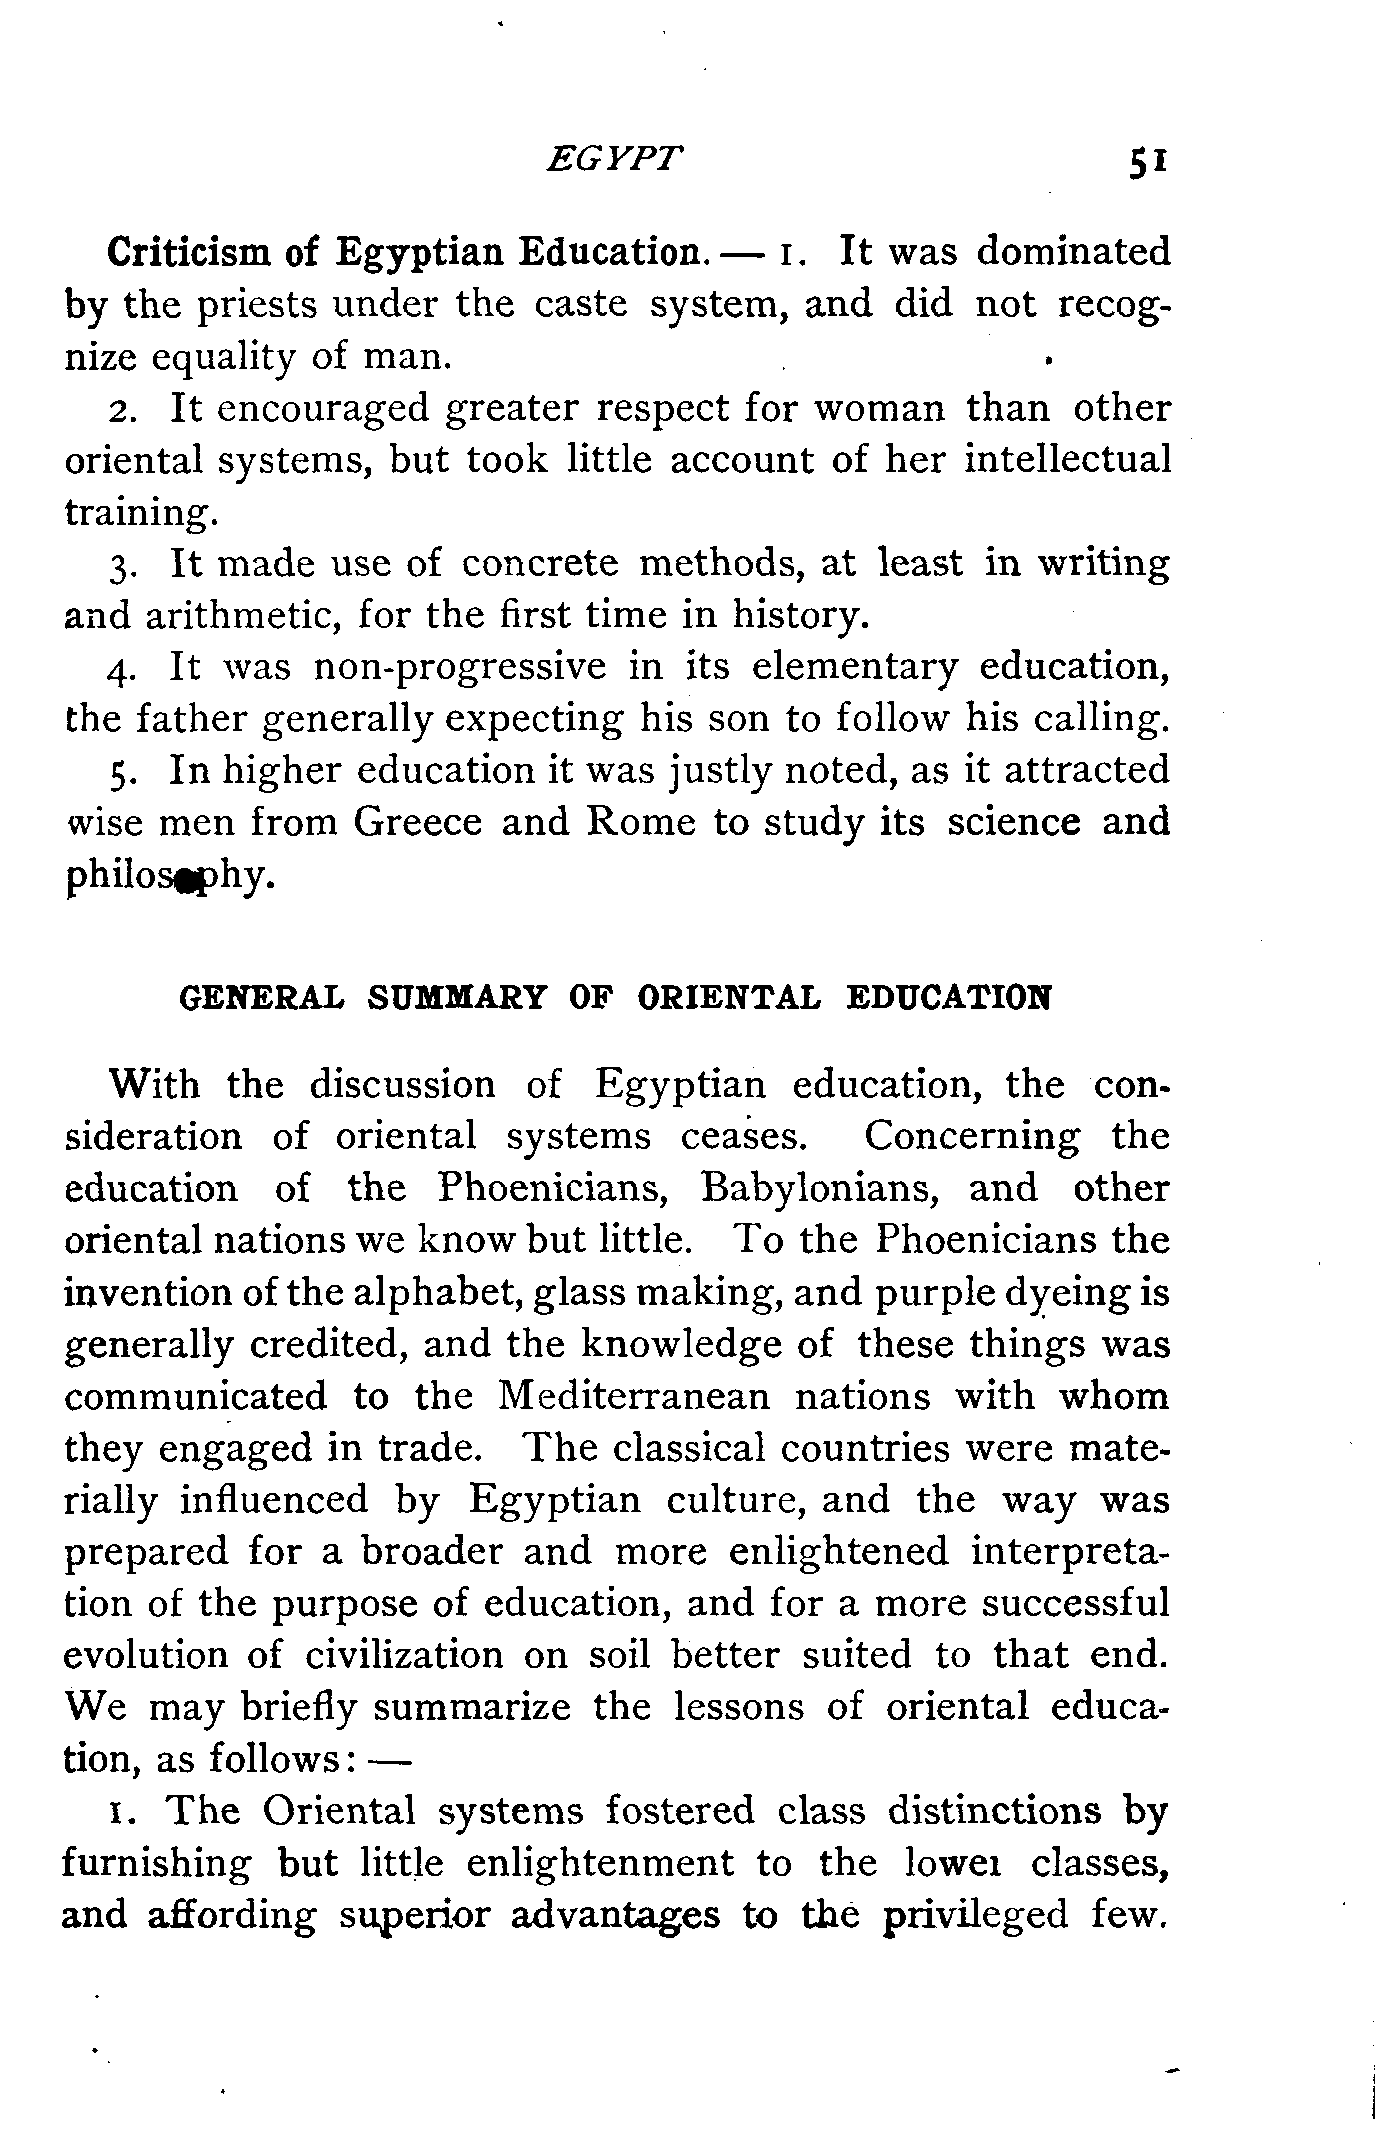 EGYPT 51
Criticism of Egyptian Education. — 1. It was dominated
by the priests under the caste system, and did not recog-
nize equality of man.
2. It encouraged greater respect for woman than other
oriental systems, but took little account of her intellectual
training.
3. It made use of concrete methods, at least in writing
and arithmetic, for the first time in history.
4. It was non-progressive in its elementary education,
the father generally expecting his son to follow his calling.
5. In higher education it was justly noted, as it attracted
wise men from Greece and Rome to study its science and
philosophy.
GENERAL SUMMARY OF ORIENTAL EDUCATION
With the discussion of Egyptian education, the con-
sideration of oriental systems ceases. Concerning the
education of the Phoenicians, Babylonians, and other
oriental nations we know but little. To the Phoenicians the
invention of the alphabet, glass making, and purple dyeing is
generally credited, and the knowledge of these things was
communicated to the Mediterranean nations with whom
they engaged in trade. The classical countries were mate-
rially influenced by Egyptian culture, and the way was
prepared for a broader and more enlightened interpreta-
tion of the purpose of education, and for a more successful
evolution of civilization on soil better suited to that end.
We may briefly summarize the lessons of oriental educa-
tion, as follows: —
1. The Oriental systems fostered class distinctions by
furnishing but little enlightenment to the lower classes,
and affording superior advantages to the privileged few.